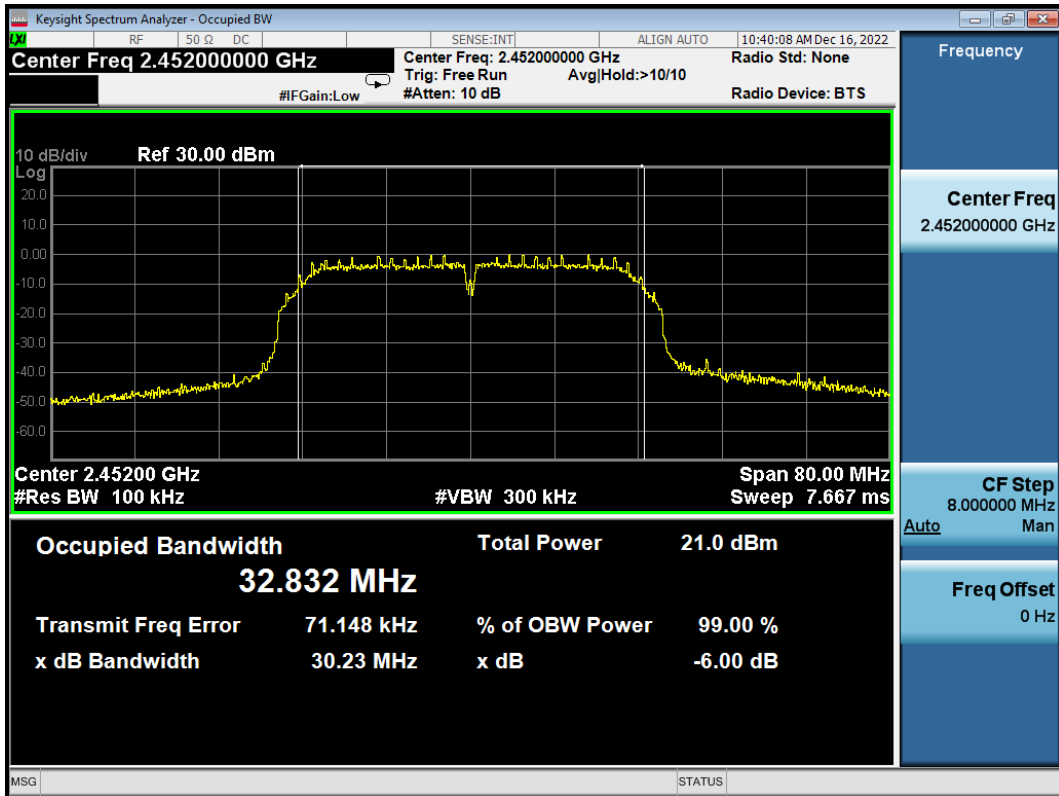 Keysight Spectrum Analyzer - Occupied BW
LXI RF 50 Ω DC SENSE:INT ALIGN AUTO 10:40:08 AM Dec 16, 2022
Center Freq 2.452000000 GHz
#IFGain:Low
Center Freq: 2.452000000 GHz
Trig: Free Run Avg|Hold:>10/10
#Atten: 10 dB
Radio Std: None
Radio Device: BTS
10 dB/div Ref 30.00 dBm
Log
20.0
10.0
0.00
-10.0
-20.0
-30.0
-40.0
-50.0
-60.0
Center 2.45200 GHz Span 80.00 MHz
#Res BW 100 kHz #VBW 300 kHz Sweep 7.667 ms
Occupied Bandwidth Total Power 21.0 dBm
32.832 MHz
Transmit Freq Error 71.148 kHz % of OBW Power 99.00 %
x dB Bandwidth 30.23 MHz x dB -6.00 dB
Frequency
Center Freq
2.452000000 GHz
CF Step
8.000000 MHz
Auto Man
Freq Offset
0 Hz
MSG STATUS